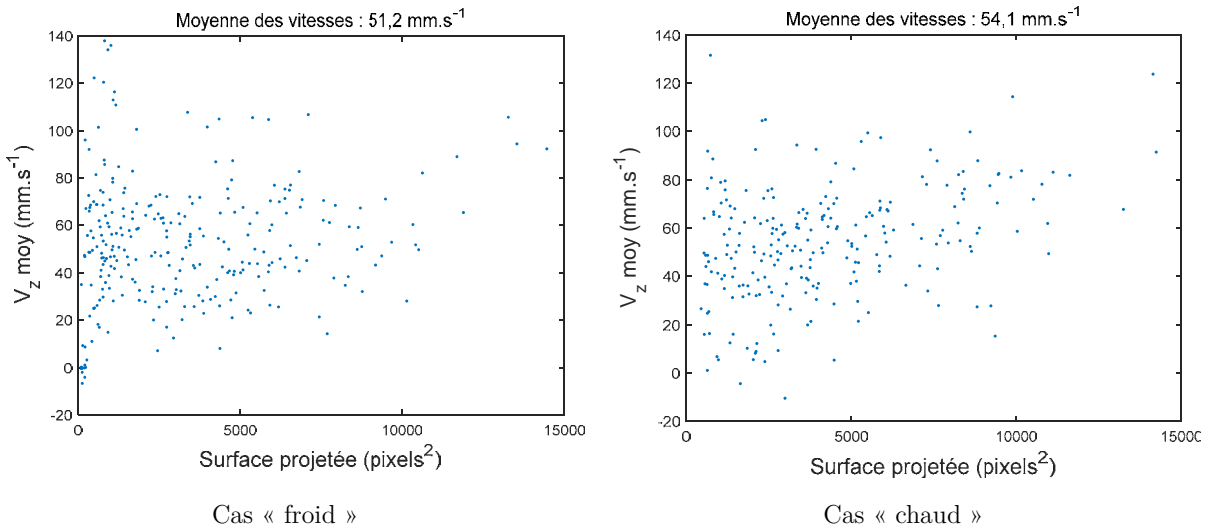 Moyenne des vitesses : 51,2 mm.s⁻¹
140
120
100
80
60
40
20
0
-20
V_z moy (mm.s⁻¹)
0 5000 10000 15000
Surface projetée (pixels²)
Cas « froid »
Moyenne des vitesses : 54,1 mm.s⁻¹
140
120
100
80
60
40
20
0
-20
V_z moy (mm.s⁻¹)
0 5000 10000 15000
Surface projetée (pixels²)
Cas « chaud »